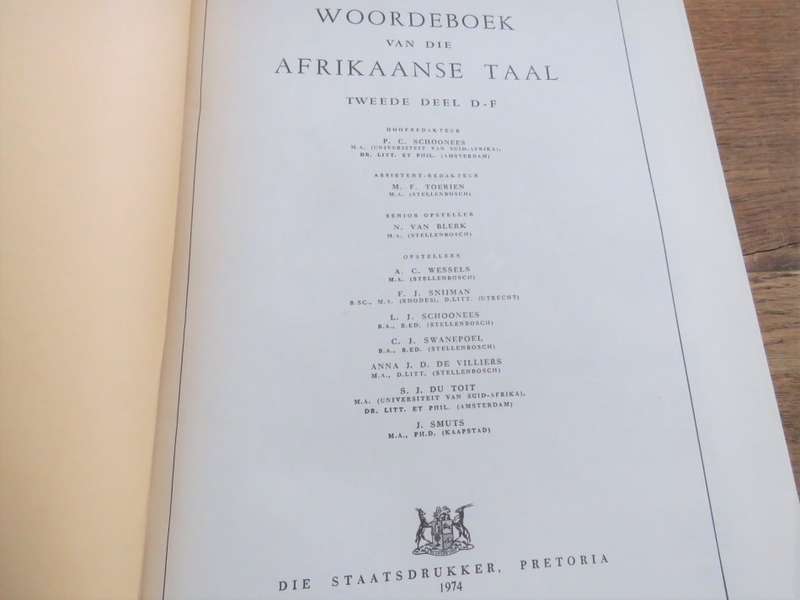 WOORDEBOEK
VAN DIE
AFRIKAANSE TAAL
TWEEDE DEEL D-F
HOOFREDAKTEUR
P. C. SCHOONEES
M.A. (UNIVERSITEIT VAN SUID-AFRIKA),
DR. LITT. ET PHIL. (AMSTERDAM)
ASSISTENT-REDAKTEUR
M. F. TOERIEN
M.A. (STELLENBOSCH)
SENIOR OPSTELLER
N. VAN BLERK
M.A. (STELLENBOSCH)
OPSTELLERS
A. C. WESSELS
M.A. (STELLENBOSCH)
F. J. SNIJMAN
B.SC., M.A. (RHODES), D.LITT. (UTRECHT)
L. J. SCHOONEES
B.A., B.ED. (STELLENBOSCH)
C. J. SWANEPOEL
B.A., B.ED. (STELLENBOSCH)
ANNA J. D. DE VILLIERS
M.A., D.LITT. (STELLENBOSCH)
S. J. DU TOIT
M.A. (UNIVERSITEIT VAN SUID-AFRIKA),
DR. LITT. ET PHIL. (AMSTERDAM)
J. SMUTS
M.A., PH.D. (KAAPSTAD)
DIE STAATSDRUKKER, PRETORIA
1974